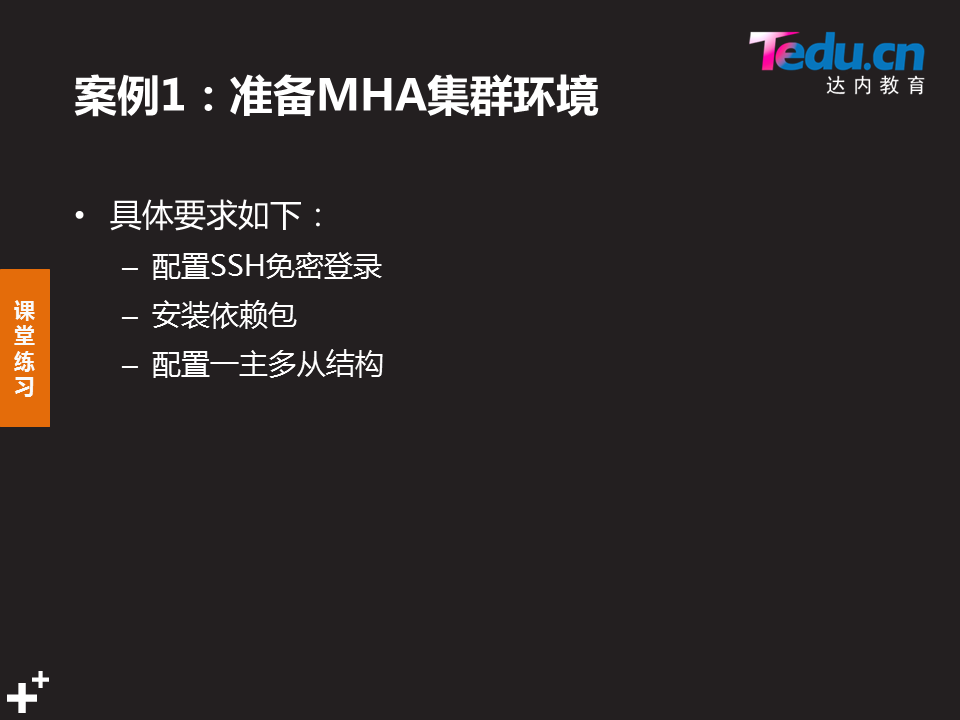 Tedu.cn
达内教育
案例1：准备MHA集群环境
• 具体要求如下：
– 配置SSH免密登录
– 安装依赖包
– 配置一主多从结构
课
堂
练
习